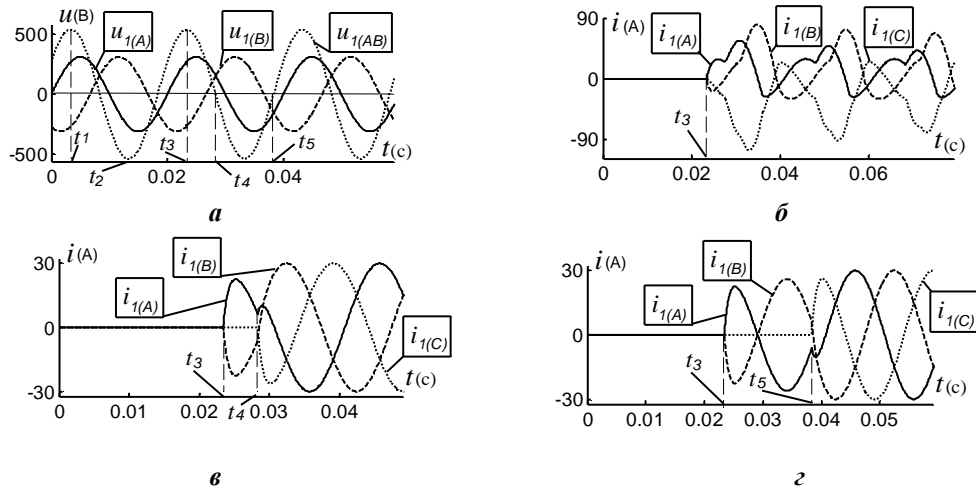 u(В)
500
0
-500
u1(A)
u1(B)
u1(AB)
t1
t2
t3
t4
t5
t(c)
0
0.02
0.04
а
i(A)
80
0
-90
i1(A)
i1(B)
i1(C)
t3
t(c)
0
0.02
0.04
0.06
б
i(A)
30
0
-30
i1(A)
i1(B)
i1(C)
t3
t4
t(c)
0
0.01
0.02
0.03
0.04
в
i(A)
30
0
-30
i1(A)
i1(B)
i1(C)
t3
t5
t(c)
0
0.01
0.02
0.03
0.04
0.05
г